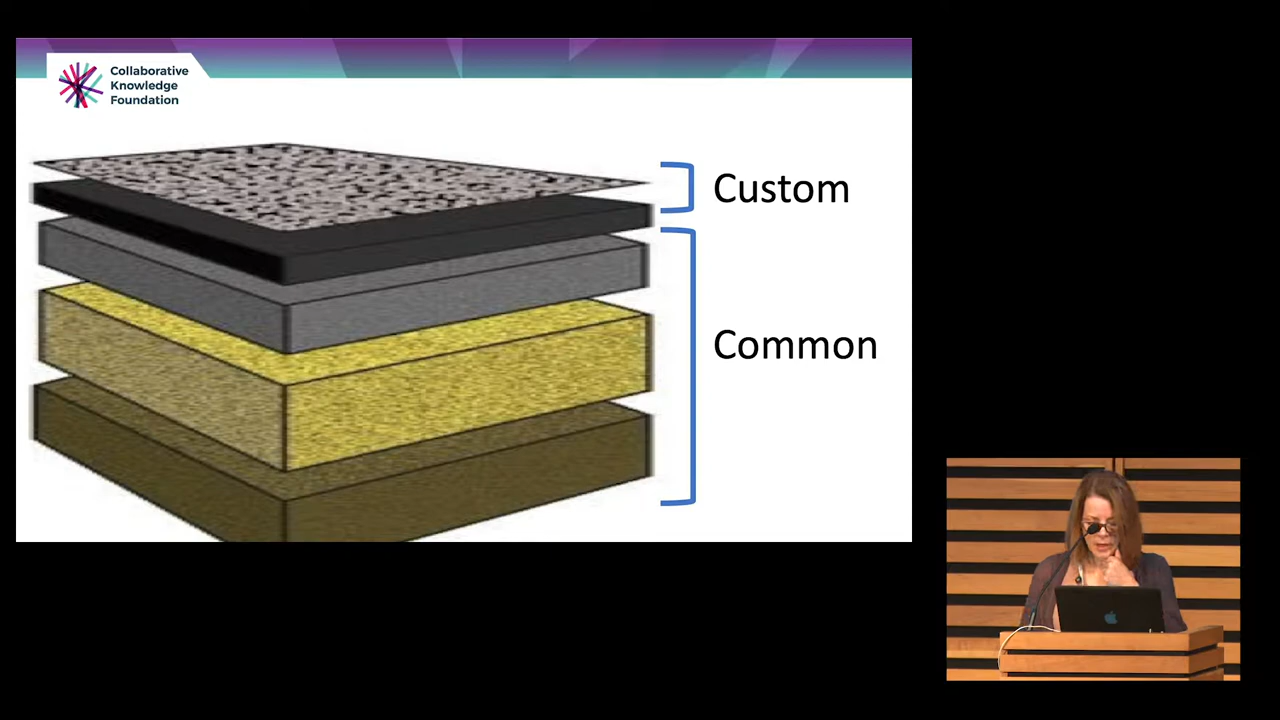 Collaborative
Knowledge
Foundation
Custom
Common